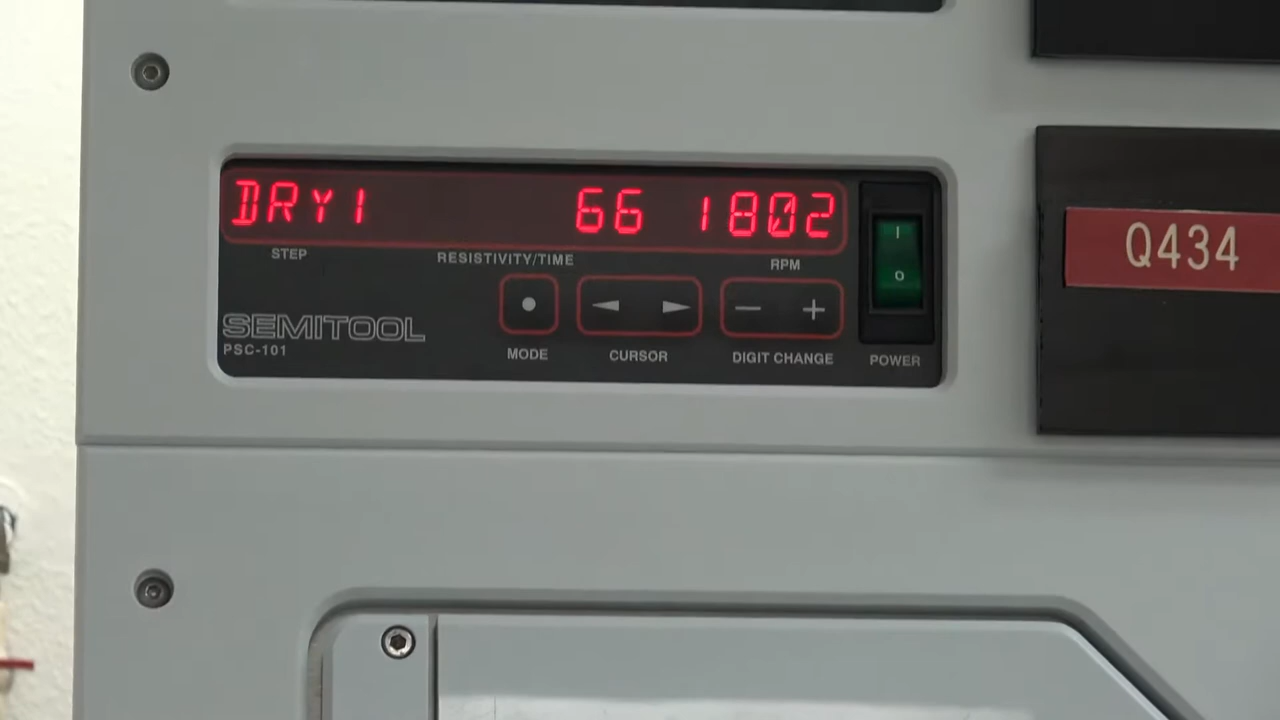 DRY1 66 1802
STEP RESISTIVITY/TIME RPM
SEMITOOL
PSC-101
MODE CURSOR DIGIT CHANGE POWER
I
O
Q434